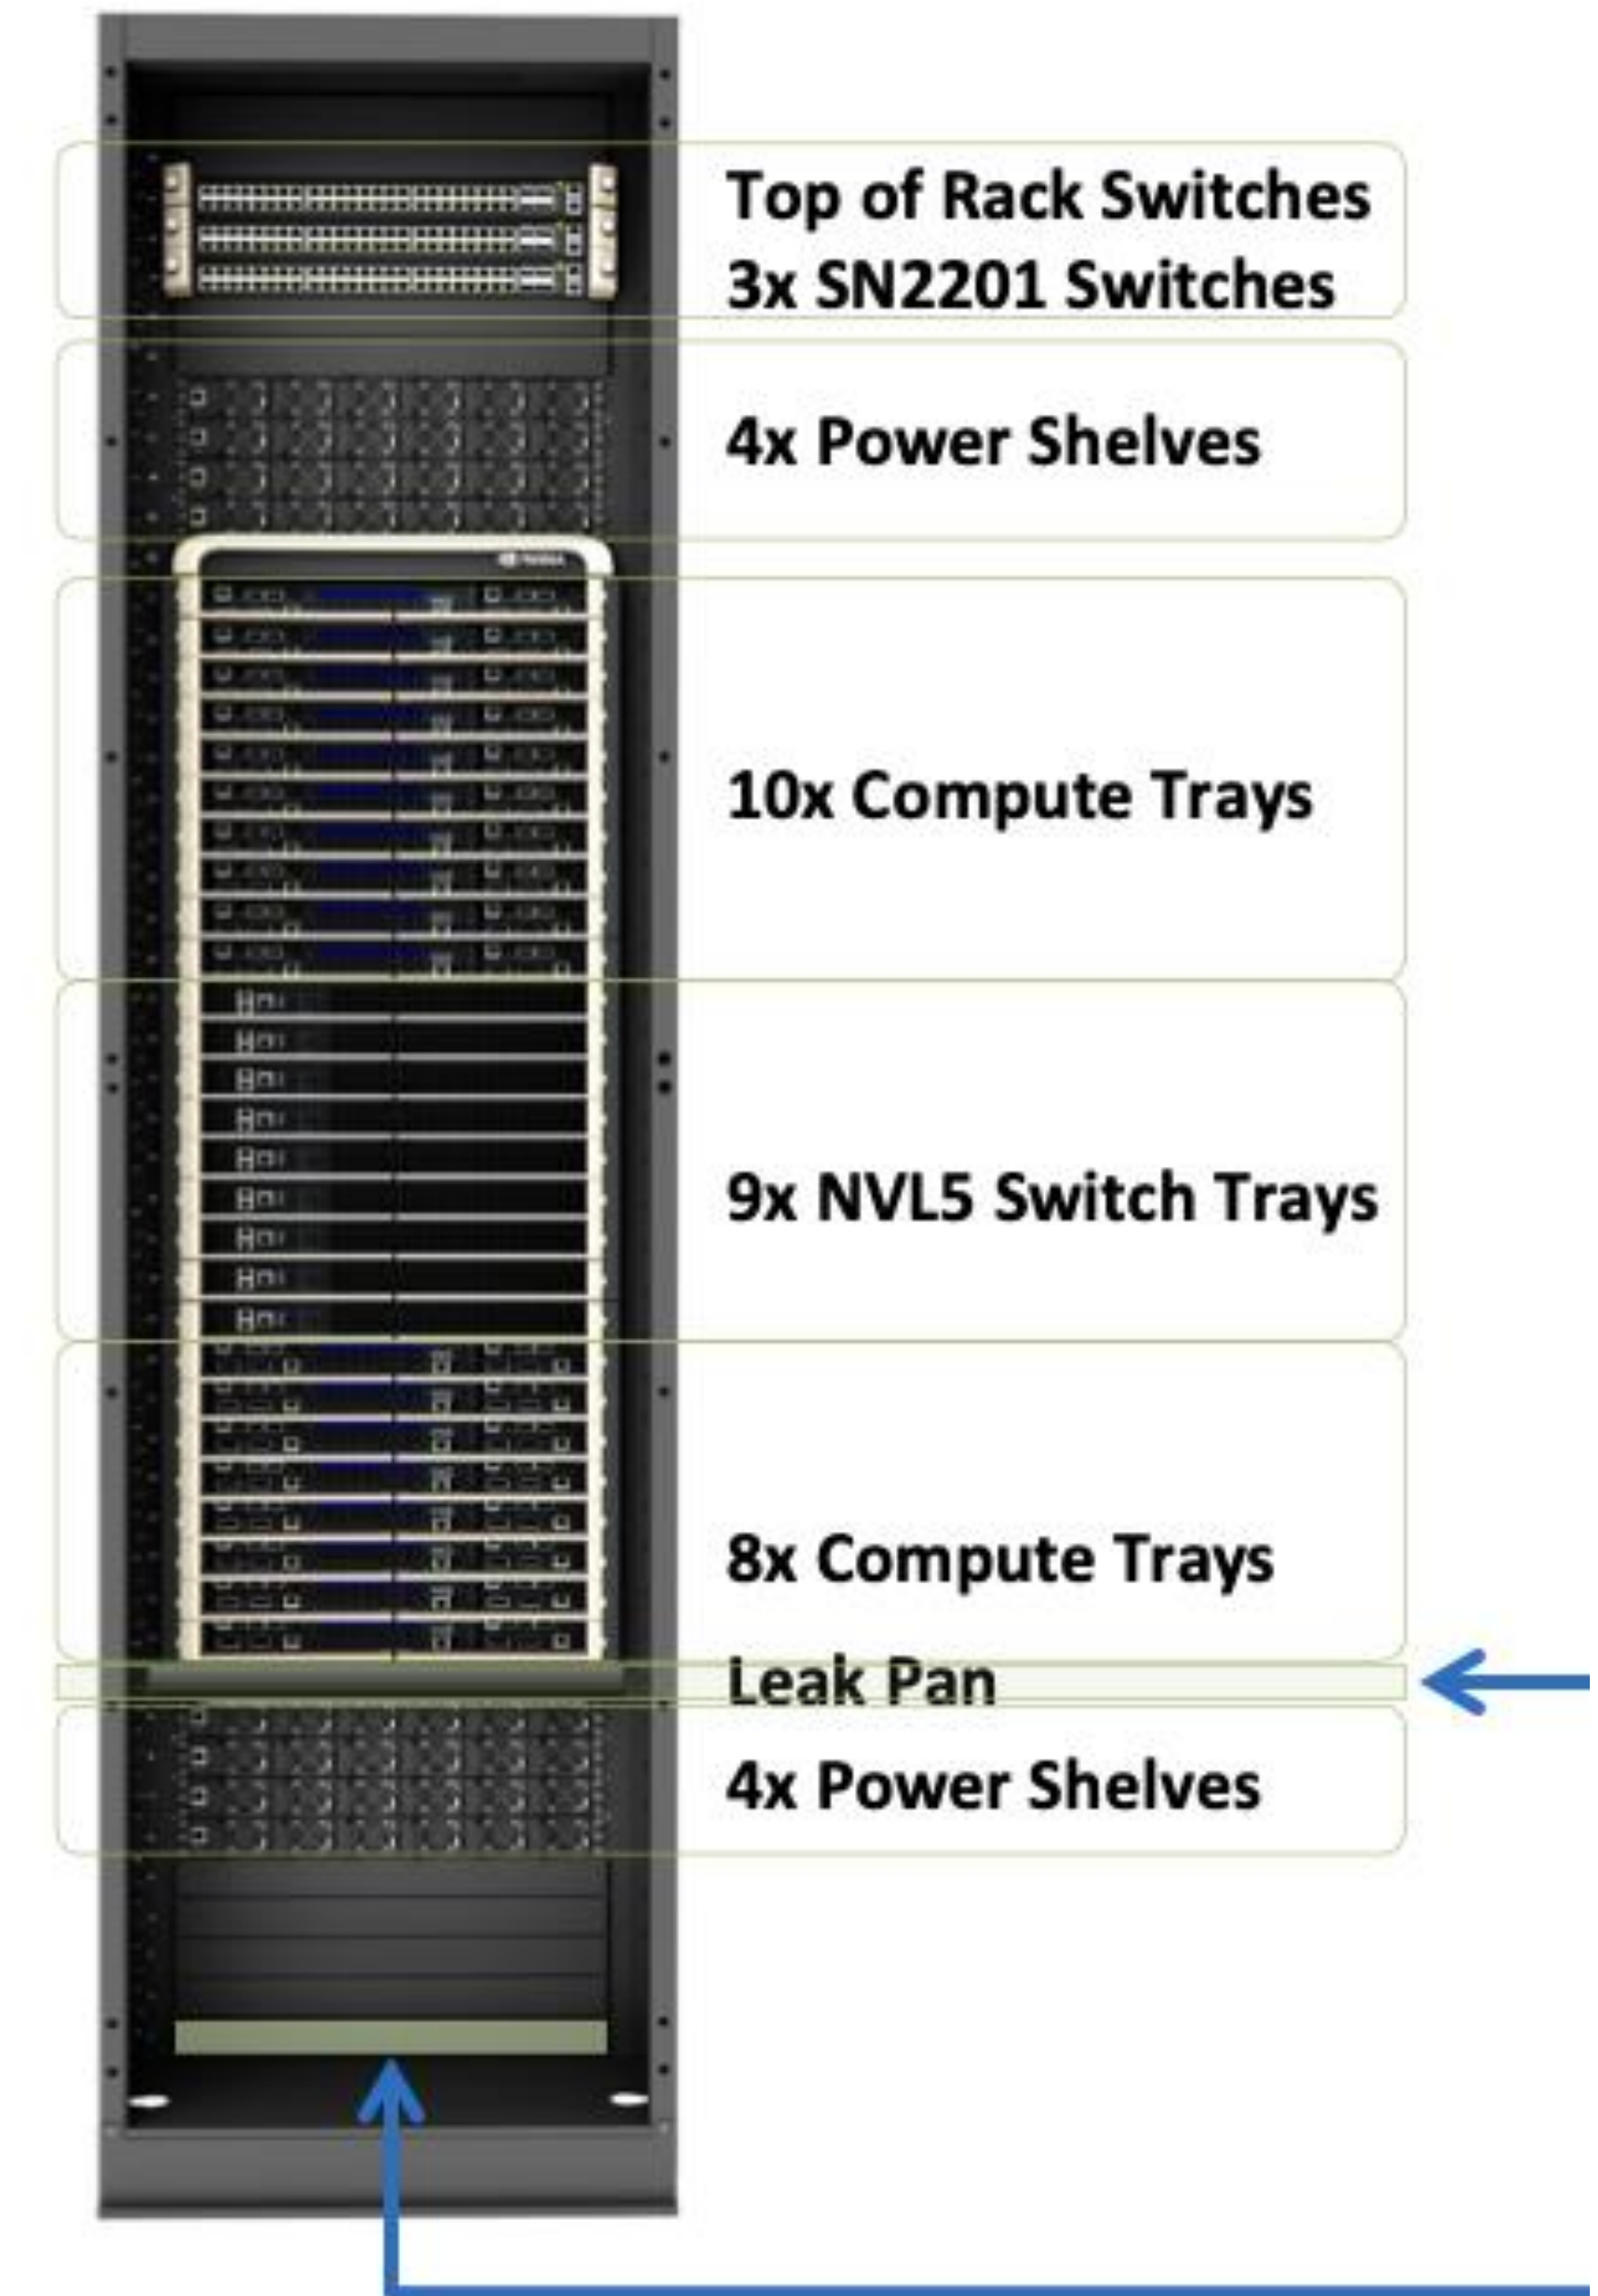 Top of Rack Switches
3x SN2201 Switches
4x Power Shelves
10x Compute Trays
9x NVL5 Switch Trays
8x Compute Trays
Leak Pan
4x Power Shelves